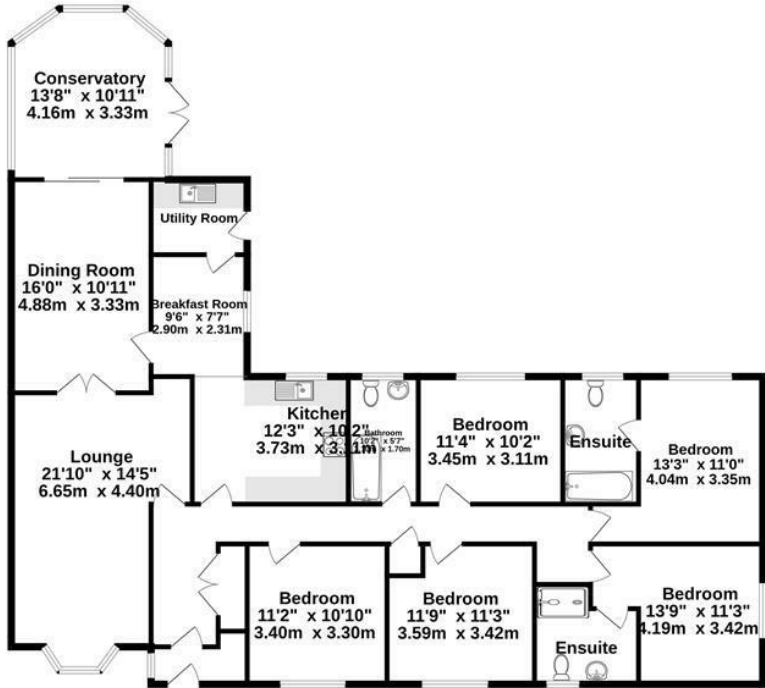 Conservatory
13'8" x 10'11"
4.16m x 3.33m
Utility Room
Dining Room
16'0" x 10'11"
4.88m x 3.33m
Breakfast Room
9'6" x 7'7"
2.90m x 2.31m
Kitchen
12'3" x 10'2"
3.73m x 3.11m
Bathroom
10'2" x 5'7"
x 1.70m
Bedroom
11'4" x 10'2"
3.45m x 3.11m
Ensuite
Bedroom
13'3" x 11'0"
4.04m x 3.35m
Lounge
21'10" x 14'5"
6.65m x 4.40m
Bedroom
11'2" x 10'10"
3.40m x 3.30m
Bedroom
11'9" x 11'3"
3.59m x 3.42m
Ensuite
Bedroom
13'9" x 11'3"
4.19m x 3.42m